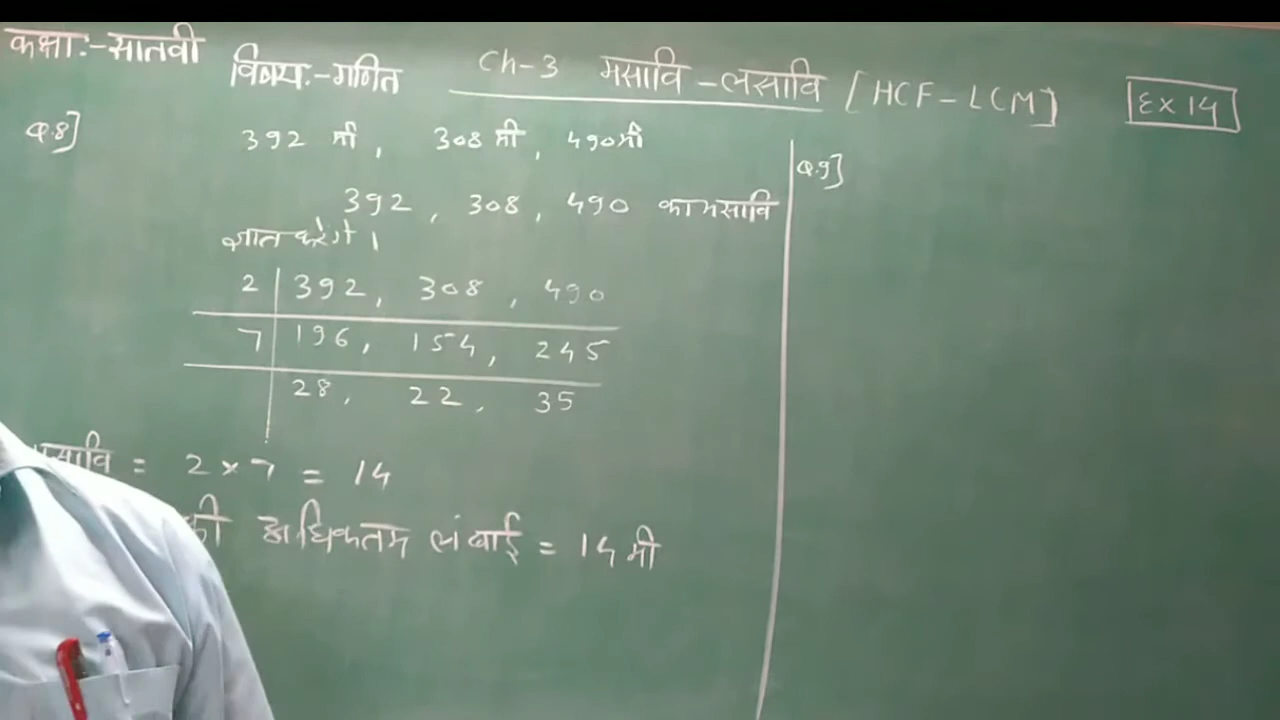 कक्षा:-सातवी विषय:-गणित Ch-3 मसावि-लसावि [HCF-LCM] Ex 14
Q.8]
392 मी, 308 मी, 490मी
392, 308, 490 का मसावि
ज्ञात करेंगे।
2 | 392, 308, 490
7 | 196, 154, 245
28, 22, 35
= 2 × 7 = 14
की अधिकतम लंबाई = 14 मी
Q.9]